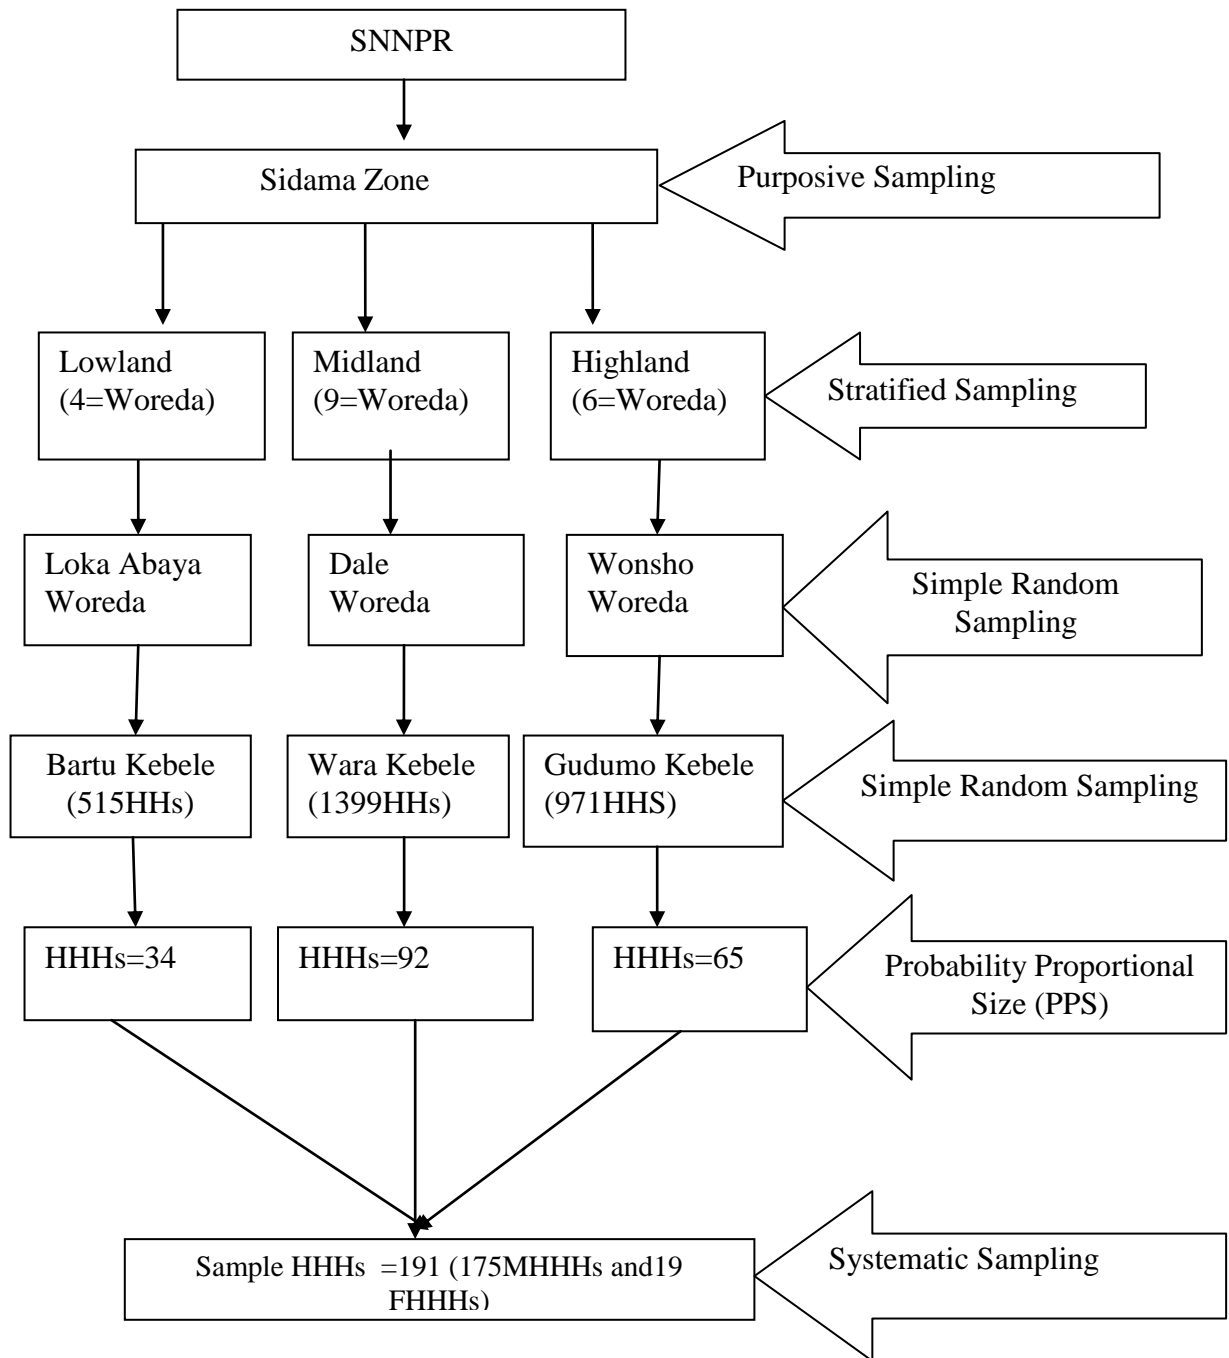 SNNPR
Sidama Zone
Purposive Sampling
Lowland
(4=Woreda)
Midland
(9=Woreda)
Highland
(6=Woreda)
Stratified Sampling
Loka Abaya
Woreda
Dale
Woreda
Wonsho
Woreda
Simple Random
Sampling
Bartu Kebele
(515HHs)
Wara Kebele
(1399HHs)
Gudumo Kebele
(971HHS)
Simple Random Sampling
HHHs=34
HHHs=92
HHHs=65
Probability Proportional
Size (PPS)
Sample HHHs =191 (175MHHHs and19
FHHHs)
Systematic Sampling